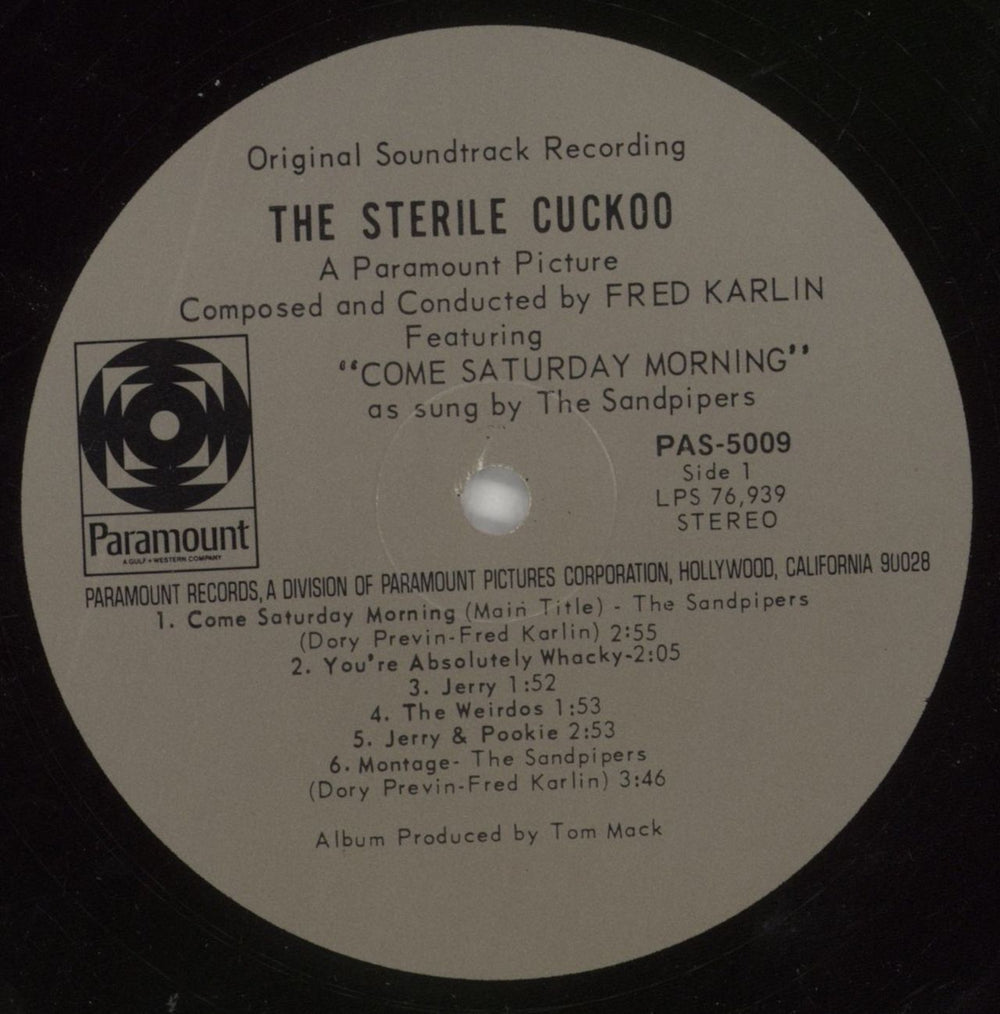 Original Soundtrack Recording
THE STERILE CUCKOO
A Paramount Picture
Composed and Conducted by FRED KARLIN
Featuring
“COME SATURDAY MORNING”
as sung by The Sandpipers
PAS-5009
Side 1
LPS 76,939
STEREO
Paramount
A GULF + WESTERN COMPANY
PARAMOUNT RECORDS, A DIVISION OF PARAMOUNT PICTURES CORPORATION, HOLLYWOOD, CALIFORNIA 90028
1. Come Saturday Morning (Main Title) - The Sandpipers
(Dory Previn-Fred Karlin) 2:55
2. You're Absolutely Whacky-2:05
3. Jerry 1:52
4. The Weirdos 1:53
5. Jerry & Pookie 2:53
6. Montage- The Sandpipers
(Dory Previn-Fred Karlin) 3:46
Album Produced by Tom Mack